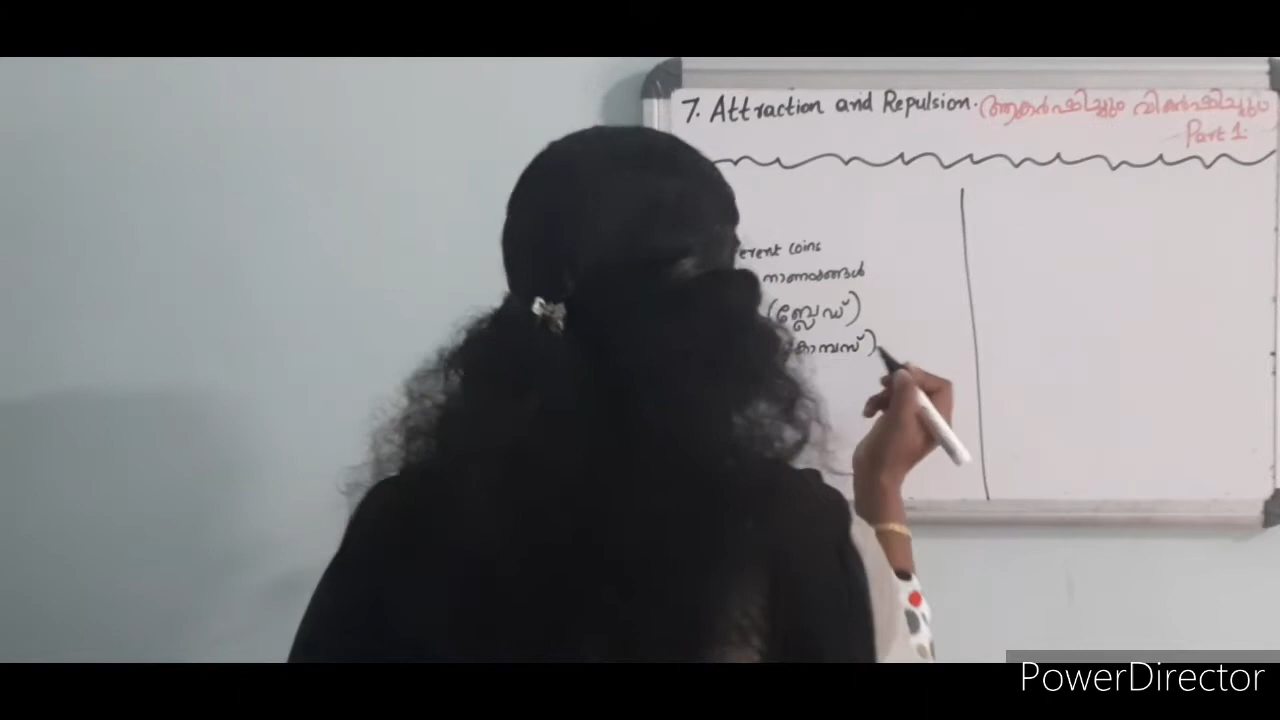 7. Attraction and Repulsion. ആകർഷിച്ചും വികർഷിച്ചും
Part 1.
erent coins
നാണയങ്ങൾ
(ബ്ലേഡ്)
കോമ്പസ്)
PowerDirector